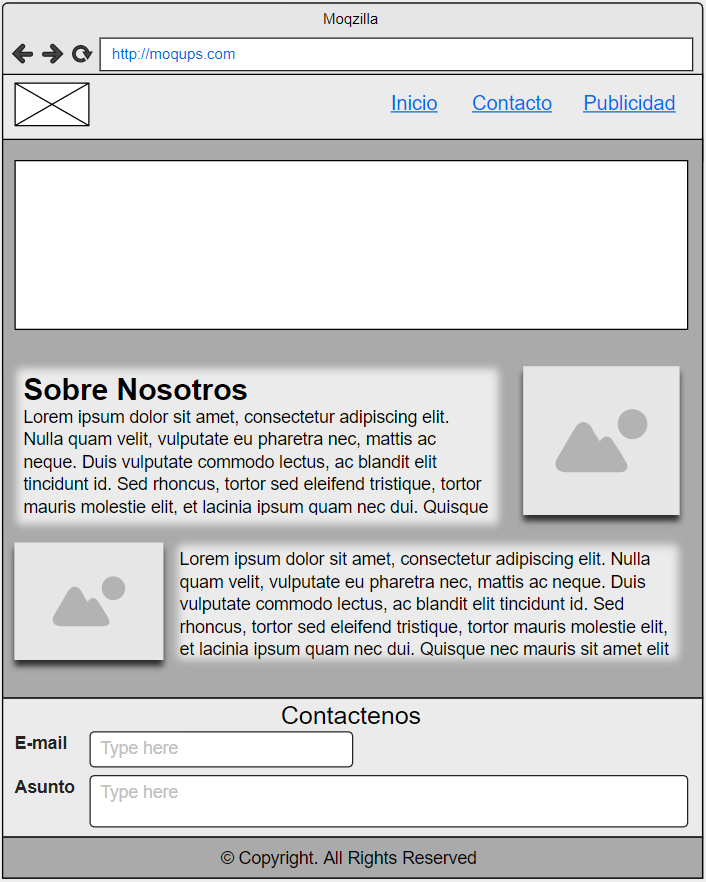 Moqzilla
http://moqups.com
Inicio Contacto Publicidad
Sobre Nosotros
Lorem ipsum dolor sit amet, consectetur adipiscing elit.
Nulla quam velit, vulputate eu pharetra nec, mattis ac
neque. Duis vulputate commodo lectus, ac blandit elit
tincidunt id. Sed rhoncus, tortor sed eleifend tristique, tortor
mauris molestie elit, et lacinia ipsum quam nec dui. Quisque
Lorem ipsum dolor sit amet, consectetur adipiscing elit. Nulla
quam velit, vulputate eu pharetra nec, mattis ac neque. Duis
vulputate commodo lectus, ac blandit elit tincidunt id. Sed
rhoncus, tortor sed eleifend tristique, tortor mauris molestie elit,
et lacinia ipsum quam nec dui. Quisque nec mauris sit amet elit
Contactenos
E-mail Type here
Asunto Type here
© Copyright. All Rights Reserved